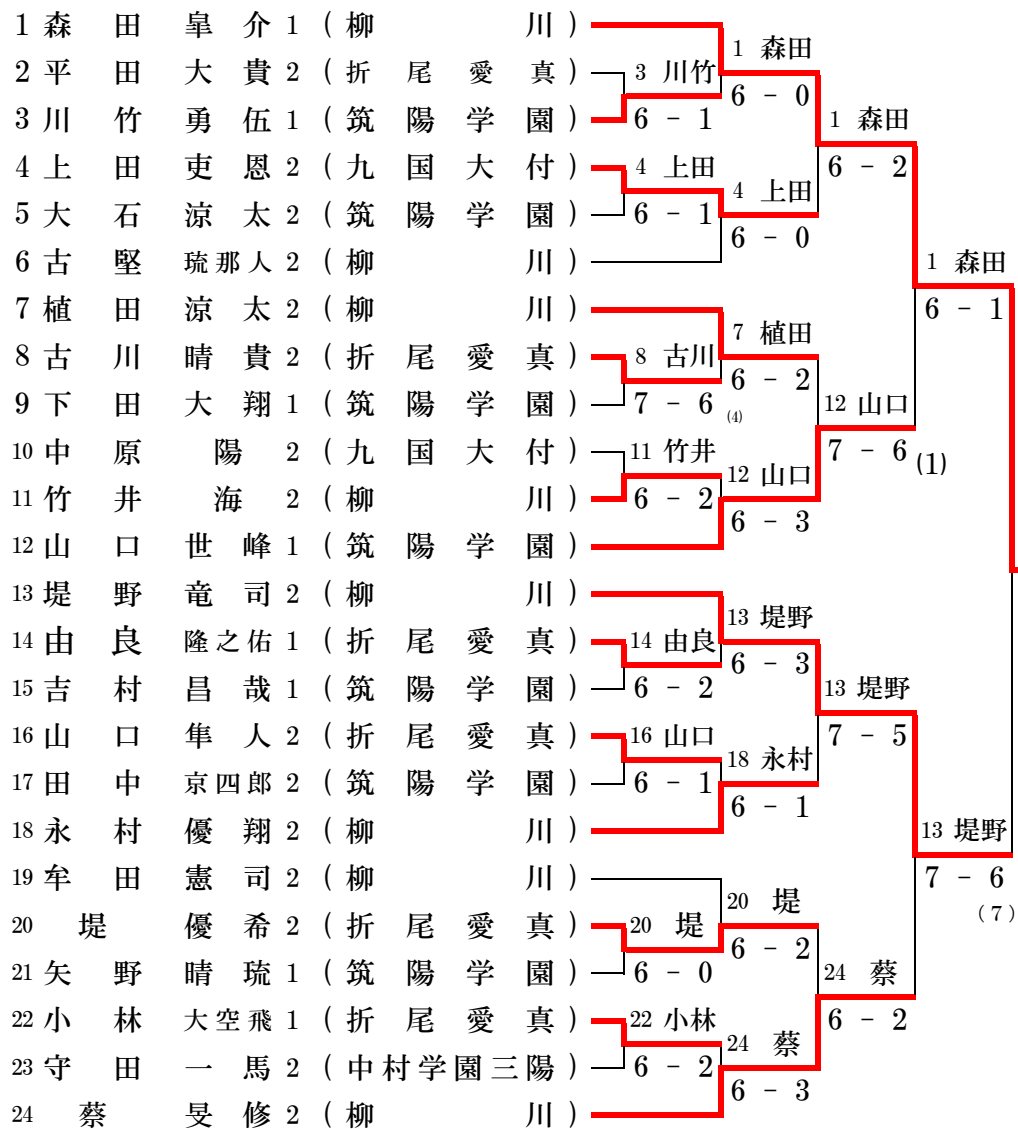 1 森田 皐介 1 (柳川)
2 平田 大貴 2 (折尾愛真)
3 川竹 勇伍 1 (筑陽学園)
4 上田 吏恩 2 (九国大付)
5 大石 涼太 2 (筑陽学園)
6 古堅 琉那人 2 (柳川)
7 植田 涼太 2 (柳川)
8 古川 晴貴 2 (折尾愛真)
9 下田 大翔 1 (筑陽学園)
10 中原 陽 2 (九国大付)
11 竹井 海 2 (柳川)
12 山口 世峰 1 (筑陽学園)
13 堤野 竜司 2 (柳川)
14 由良 隆之佑 1 (折尾愛真)
15 吉村 昌哉 1 (筑陽学園)
16 山口 隼人 2 (折尾愛真)
17 田中 京四郎 2 (筑陽学園)
18 永村 優翔 2 (柳川)
19 牟田 憲司 2 (柳川)
20 堤 優希 2 (折尾愛真)
21 矢野 晴琉 1 (筑陽学園)
22 小林 大空飛 1 (折尾愛真)
23 守田 一馬 2 (中村学園三陽)
24 蔡 旻修 2 (柳川)
3 川竹
6 - 1
4 上田
6 - 1
8 古川
7 - 6
(4)
11 竹井
6 - 2
14 由良
6 - 2
16 山口
6 - 1
20 堤
6 - 0
22 小林
6 - 2
1 森田
6 - 0
4 上田
6 - 0
7 植田
6 - 2
12 山口
6 - 3
13 堤野
6 - 3
18 永村
6 - 1
20 堤
6 - 2
24 蔡
6 - 3
1 森田
6 - 2
12 山口
7 - 6
(1)
13 堤野
7 - 5
24 蔡
6 - 2
1 森田
6 - 1
13 堤野
7 - 6
(7)